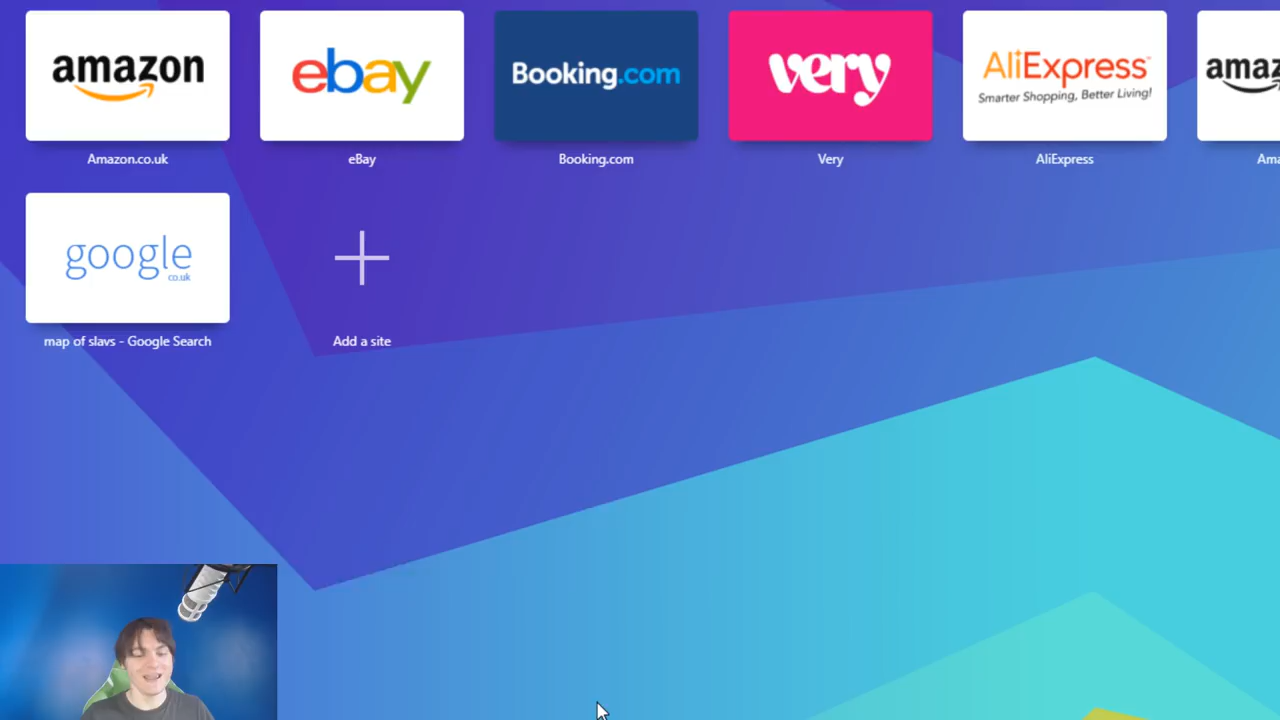 amazon
ebay
Booking.com
very
AliExpress
Smarter Shopping, Better Living!
Amazon.co.uk
eBay
Booking.com
Very
AliExpress
google
co.uk
map of slavs - Google Search
Add a site